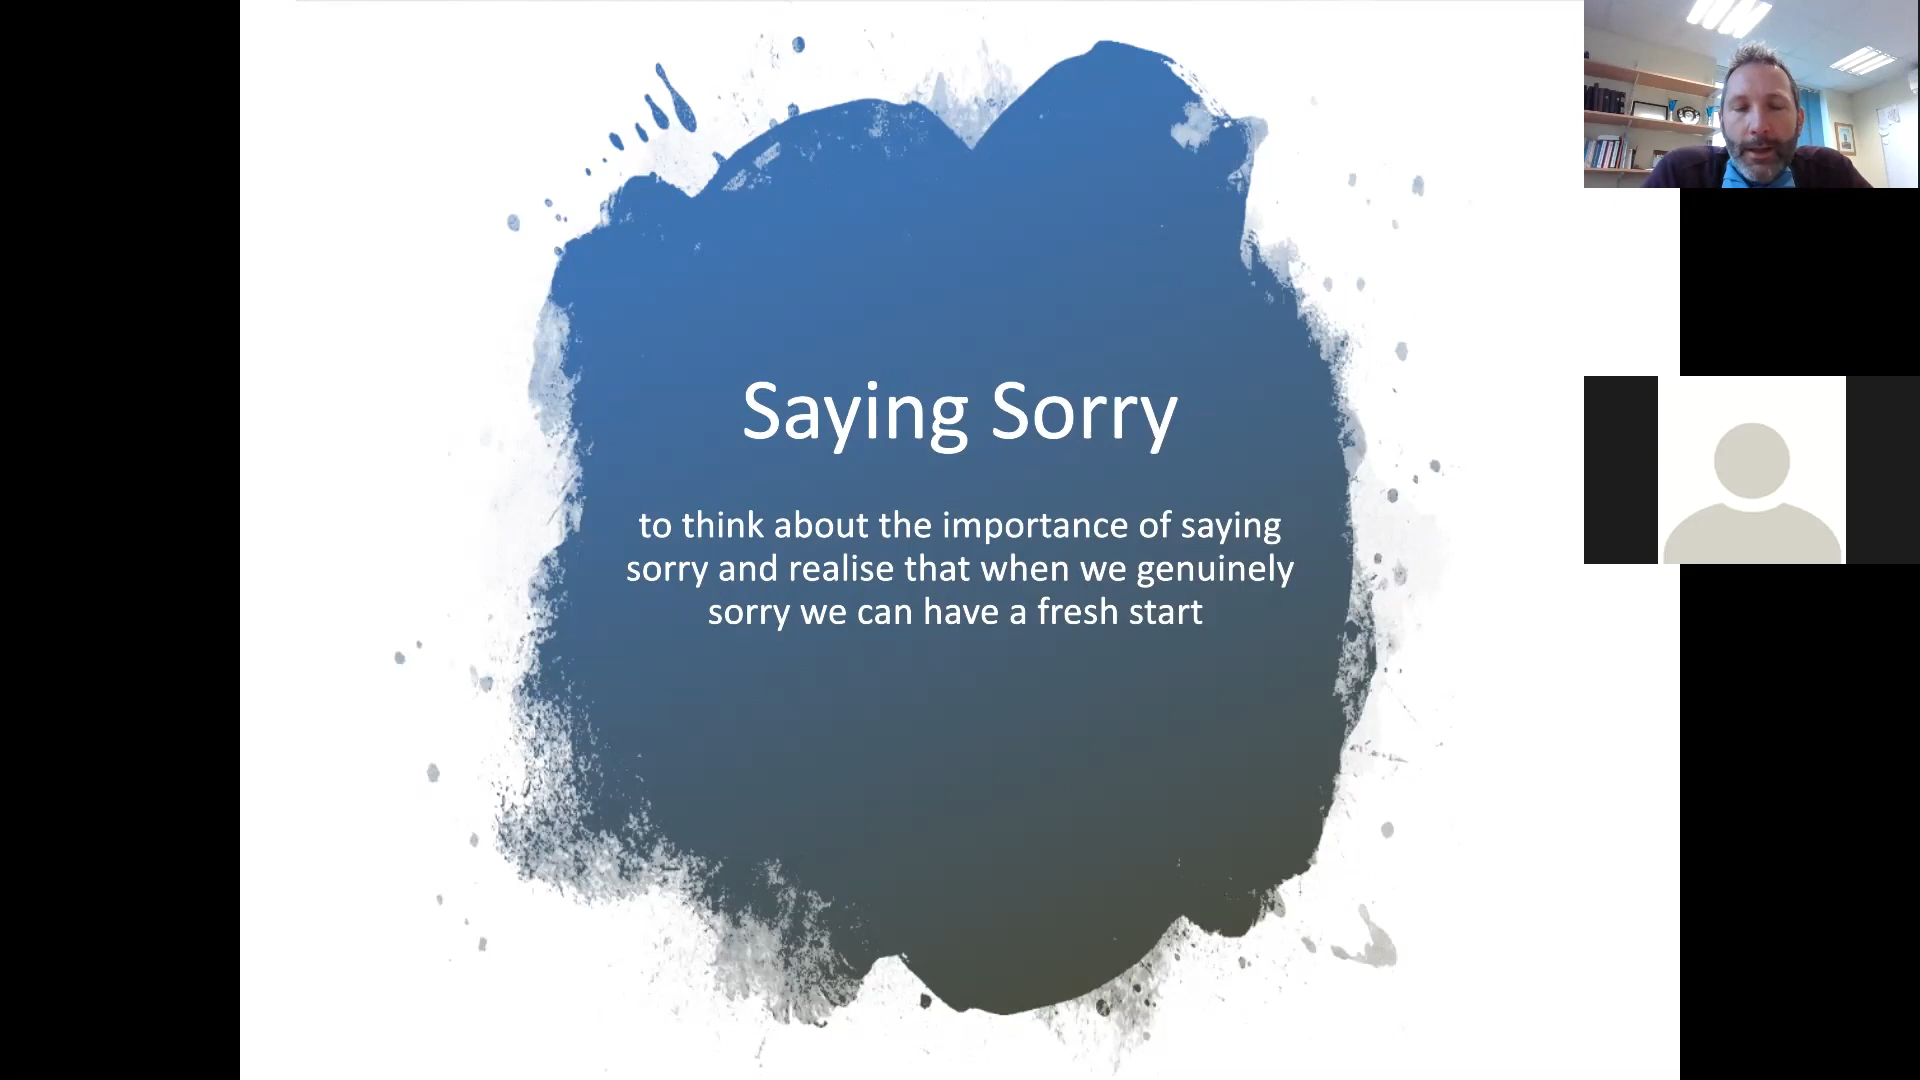 Saying Sorry
to think about the importance of saying
sorry and realise that when we genuinely
sorry we can have a fresh start